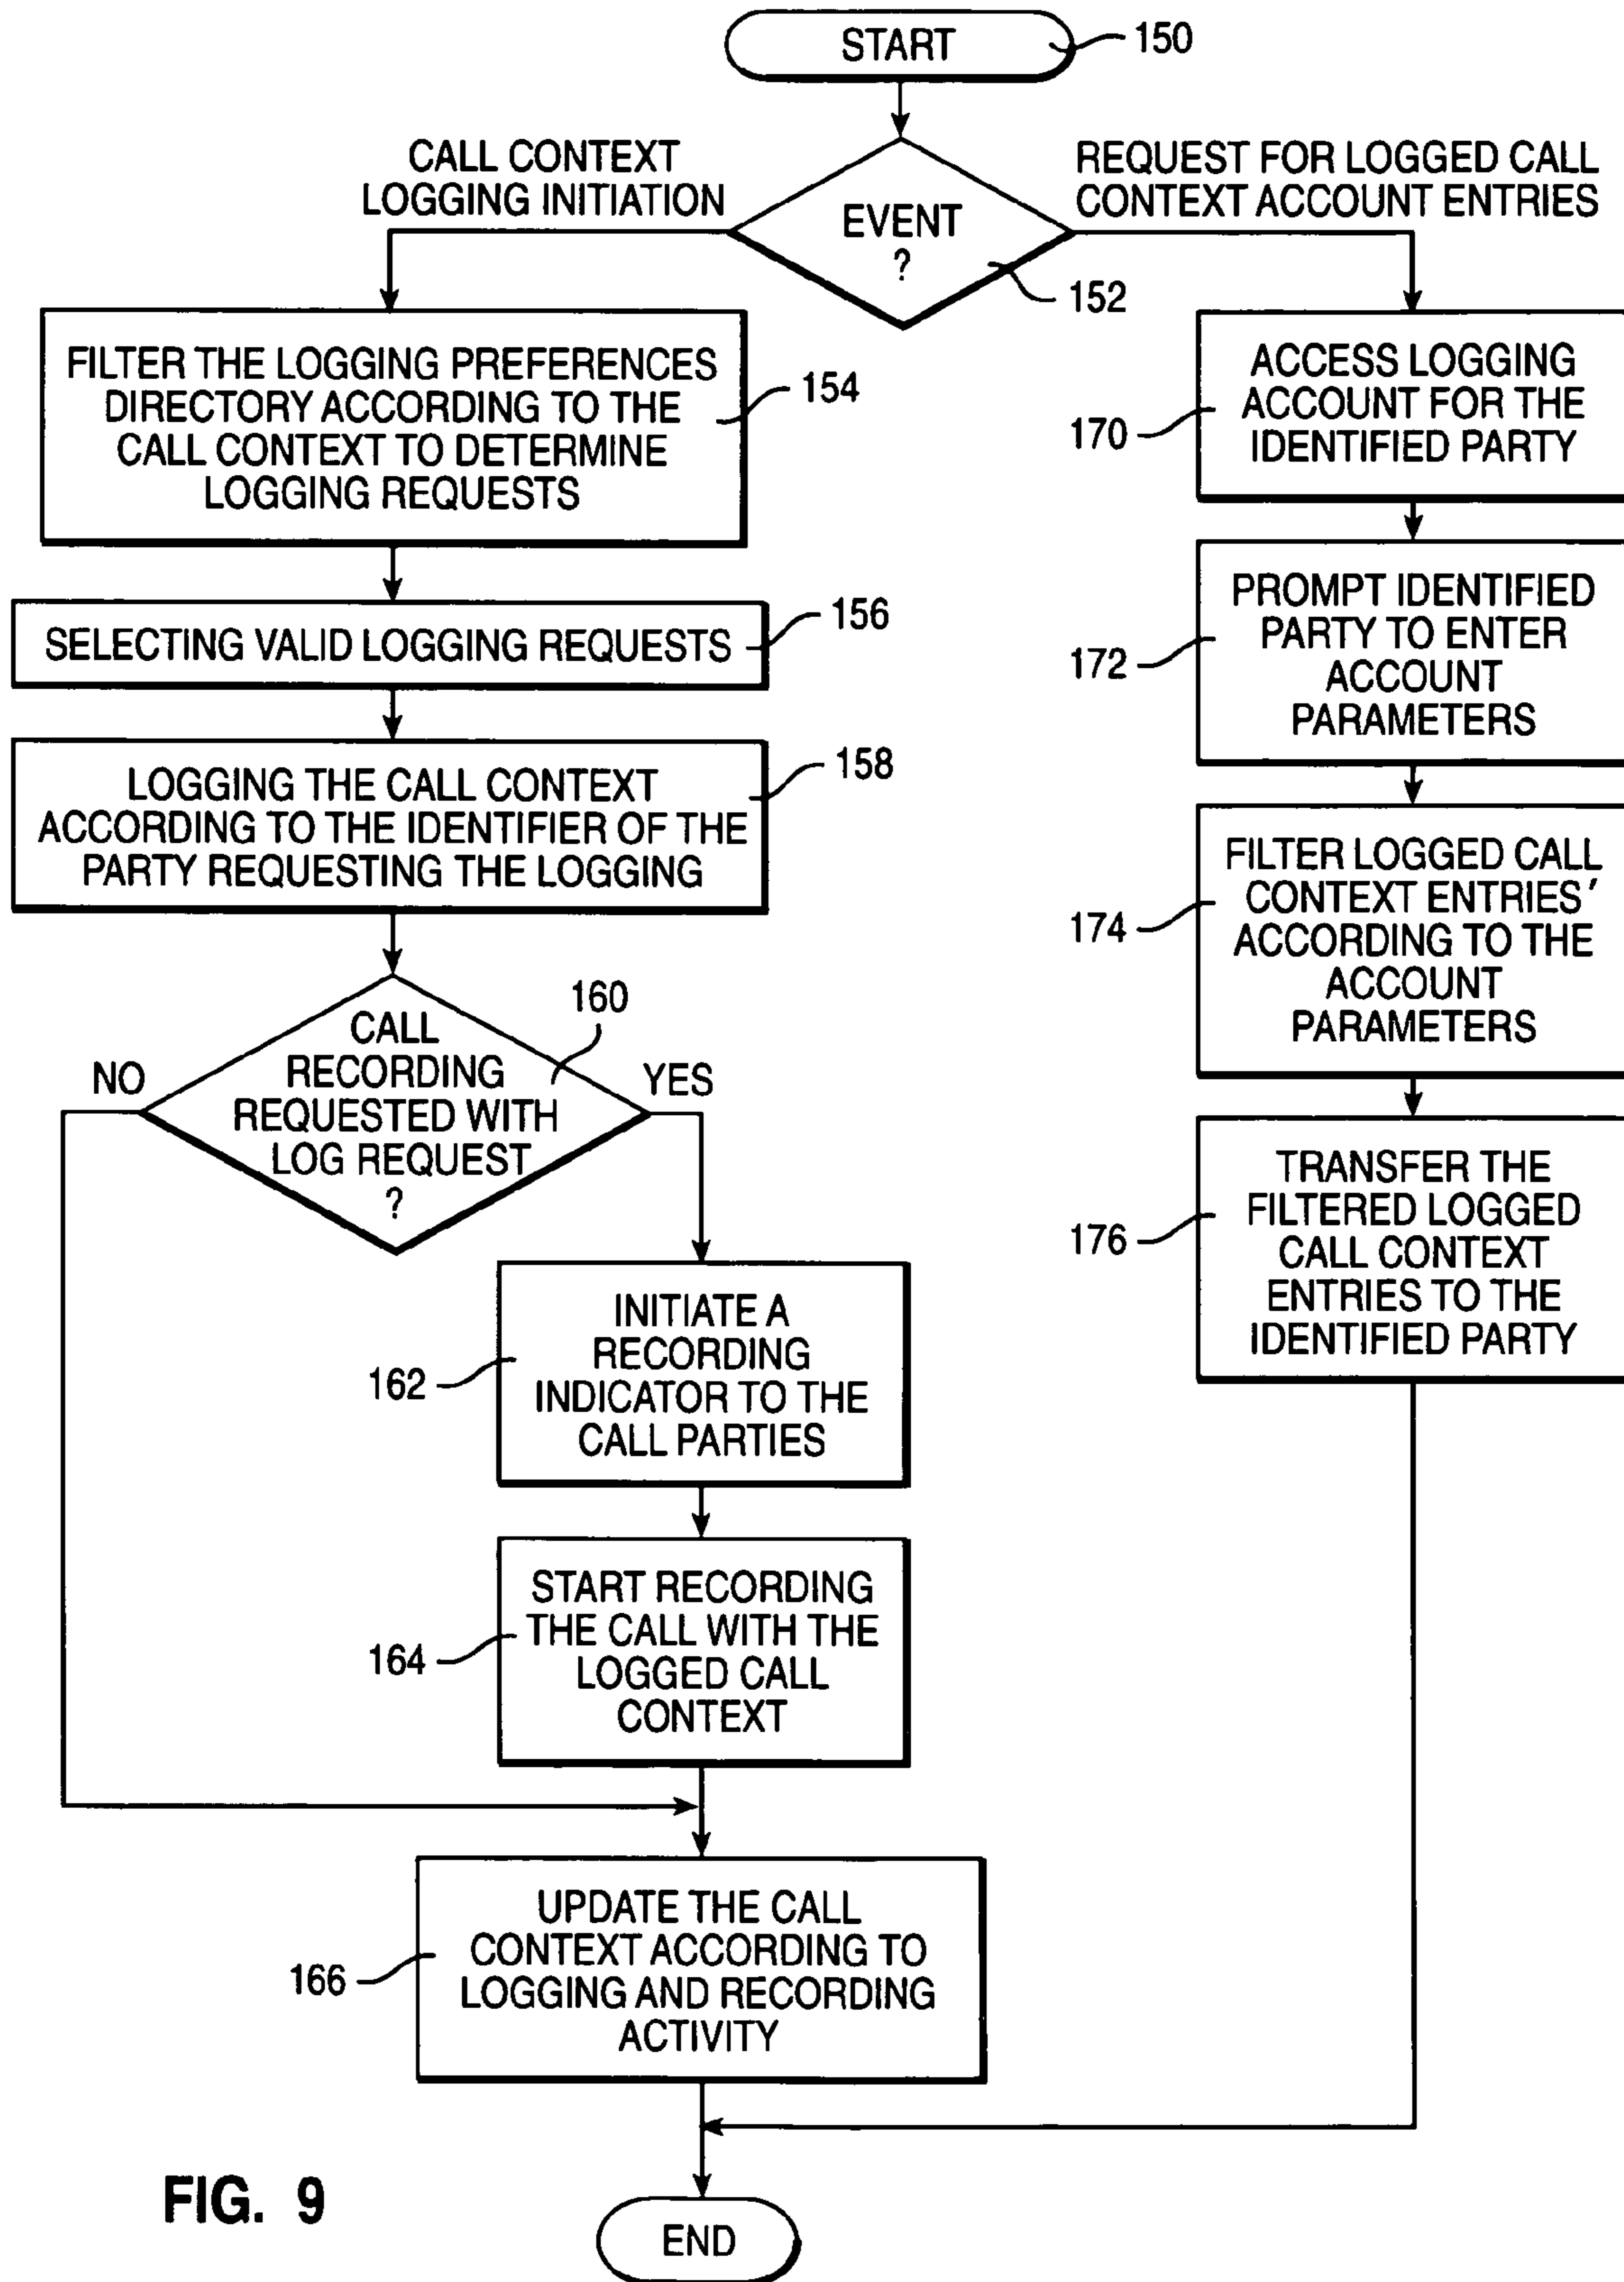 START
150
CALL CONTEXT
LOGGING INITIATION
REQUEST FOR LOGGED CALL
CONTEXT ACCOUNT ENTRIES
EVENT
?
152
FILTER THE LOGGING PREFERENCES
DIRECTORY ACCORDING TO THE
CALL CONTEXT TO DETERMINE
LOGGING REQUESTS
154
SELECTING VALID LOGGING REQUESTS
156
LOGGING THE CALL CONTEXT
ACCORDING TO THE IDENTIFIER OF THE
PARTY REQUESTING THE LOGGING
158
CALL
RECORDING
REQUESTED WITH
LOG REQUEST
?
160
NO
YES
INITIATE A
RECORDING
INDICATOR TO THE
CALL PARTIES
162
START RECORDING
THE CALL WITH THE
LOGGED CALL
CONTEXT
164
UPDATE THE CALL
CONTEXT ACCORDING TO
LOGGING AND RECORDING
ACTIVITY
166
ACCESS LOGGING
ACCOUNT FOR THE
IDENTIFIED PARTY
170
PROMPT IDENTIFIED
PARTY TO ENTER
ACCOUNT
PARAMETERS
172
FILTER LOGGED CALL
CONTEXT ENTRIES'
ACCORDING TO THE
ACCOUNT
PARAMETERS
174
TRANSFER THE
FILTERED LOGGED
CALL CONTEXT
ENTRIES TO THE
IDENTIFIED PARTY
176
END
FIG. 9